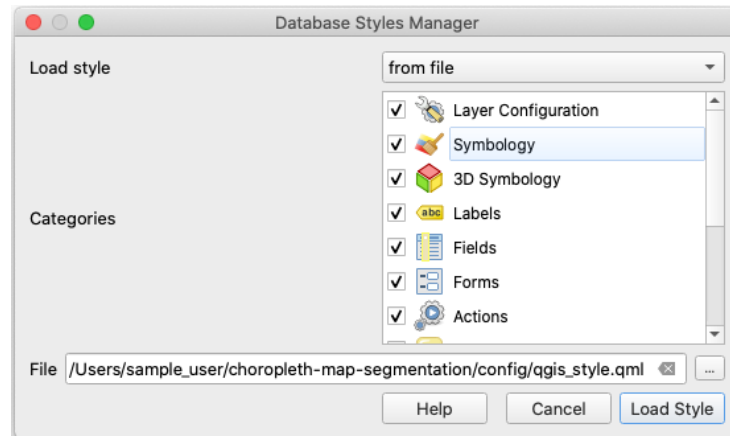 Database Styles Manager
Load style
from file
Layer Configuration
Symbology
3D Symbology
abc Labels
Categories
Fields
Forms
Actions
File /Users/sample_user/choropleth-map-segmentation/config/qgis_style.qml ...
Help Cancel Load Style